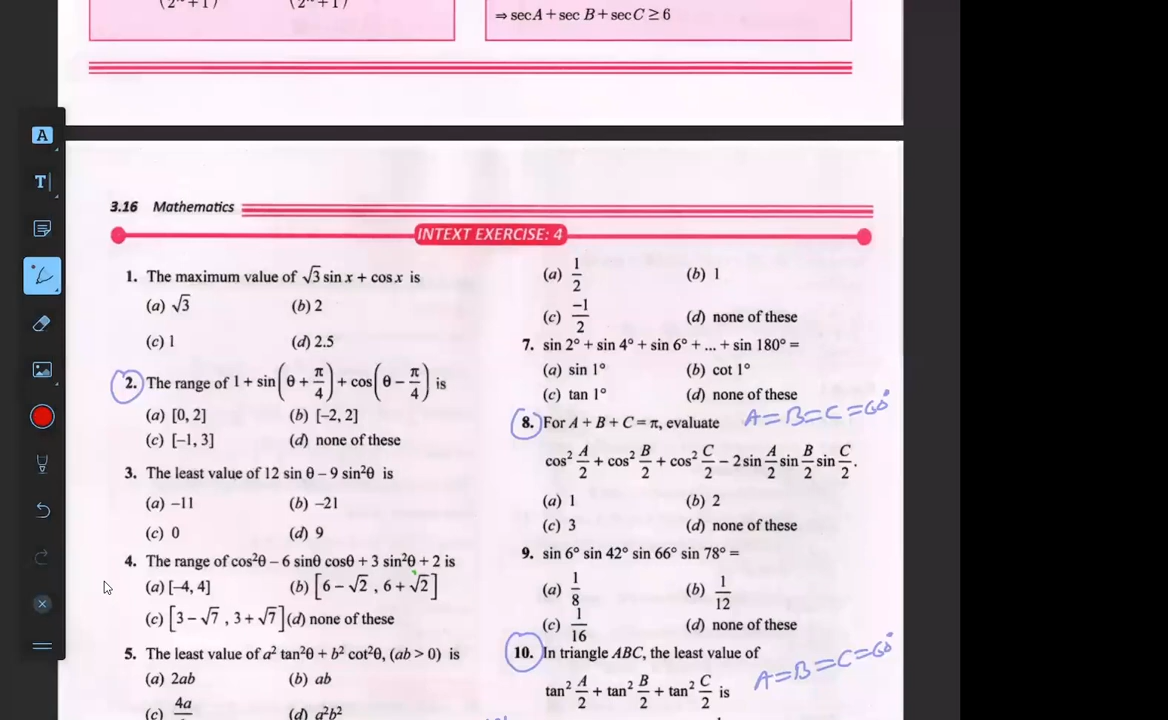 (2ⁿ + 1)
(2ⁿ + 1)
⇒ sec A + sec B + sec C ≥ 6
A
T
3.16 Mathematics
INTEXT EXERCISE: 4
1. The maximum value of √3 sin x + cos x is
(a) √3
(b) 2
(c) 1
(d) 2.5
2. The range of 1 + sin(θ + π/4) + cos(θ − π/4) is
(a) [0, 2]
(b) [−2, 2]
(c) [−1, 3]
(d) none of these
3. The least value of 12 sin θ − 9 sin²θ is
(a) −11
(b) −21
(c) 0
(d) 9
4. The range of cos²θ − 6 sinθ cosθ + 3 sin²θ + 2 is
(a) [−4, 4]
(b) [6 − √2, 6 + √2]
(c) [3 − √7, 3 + √7]
(d) none of these
5. The least value of a² tan²θ + b² cot²θ, (ab > 0) is
(a) 2ab
(b) ab
(c) 4a
(d) a²b²
(a) 1/2
(b) 1
(c) −1/2
(d) none of these
7. sin 2° + sin 4° + sin 6° + ... + sin 180° =
(a) sin 1°
(b) cot 1°
(c) tan 1°
(d) none of these
8. For A + B + C = π, evaluate
A=B=C=60°
cos² A/2 + cos² B/2 + cos² C/2 − 2 sin A/2 sin B/2 sin C/2.
(a) 1
(b) 2
(c) 3
(d) none of these
9. sin 6° sin 42° sin 66° sin 78° =
(a) 1/8
(b) 1/12
(c) 1/16
(d) none of these
10. In triangle ABC, the least value of
A=B=C=60°
tan² A/2 + tan² B/2 + tan² C/2 is